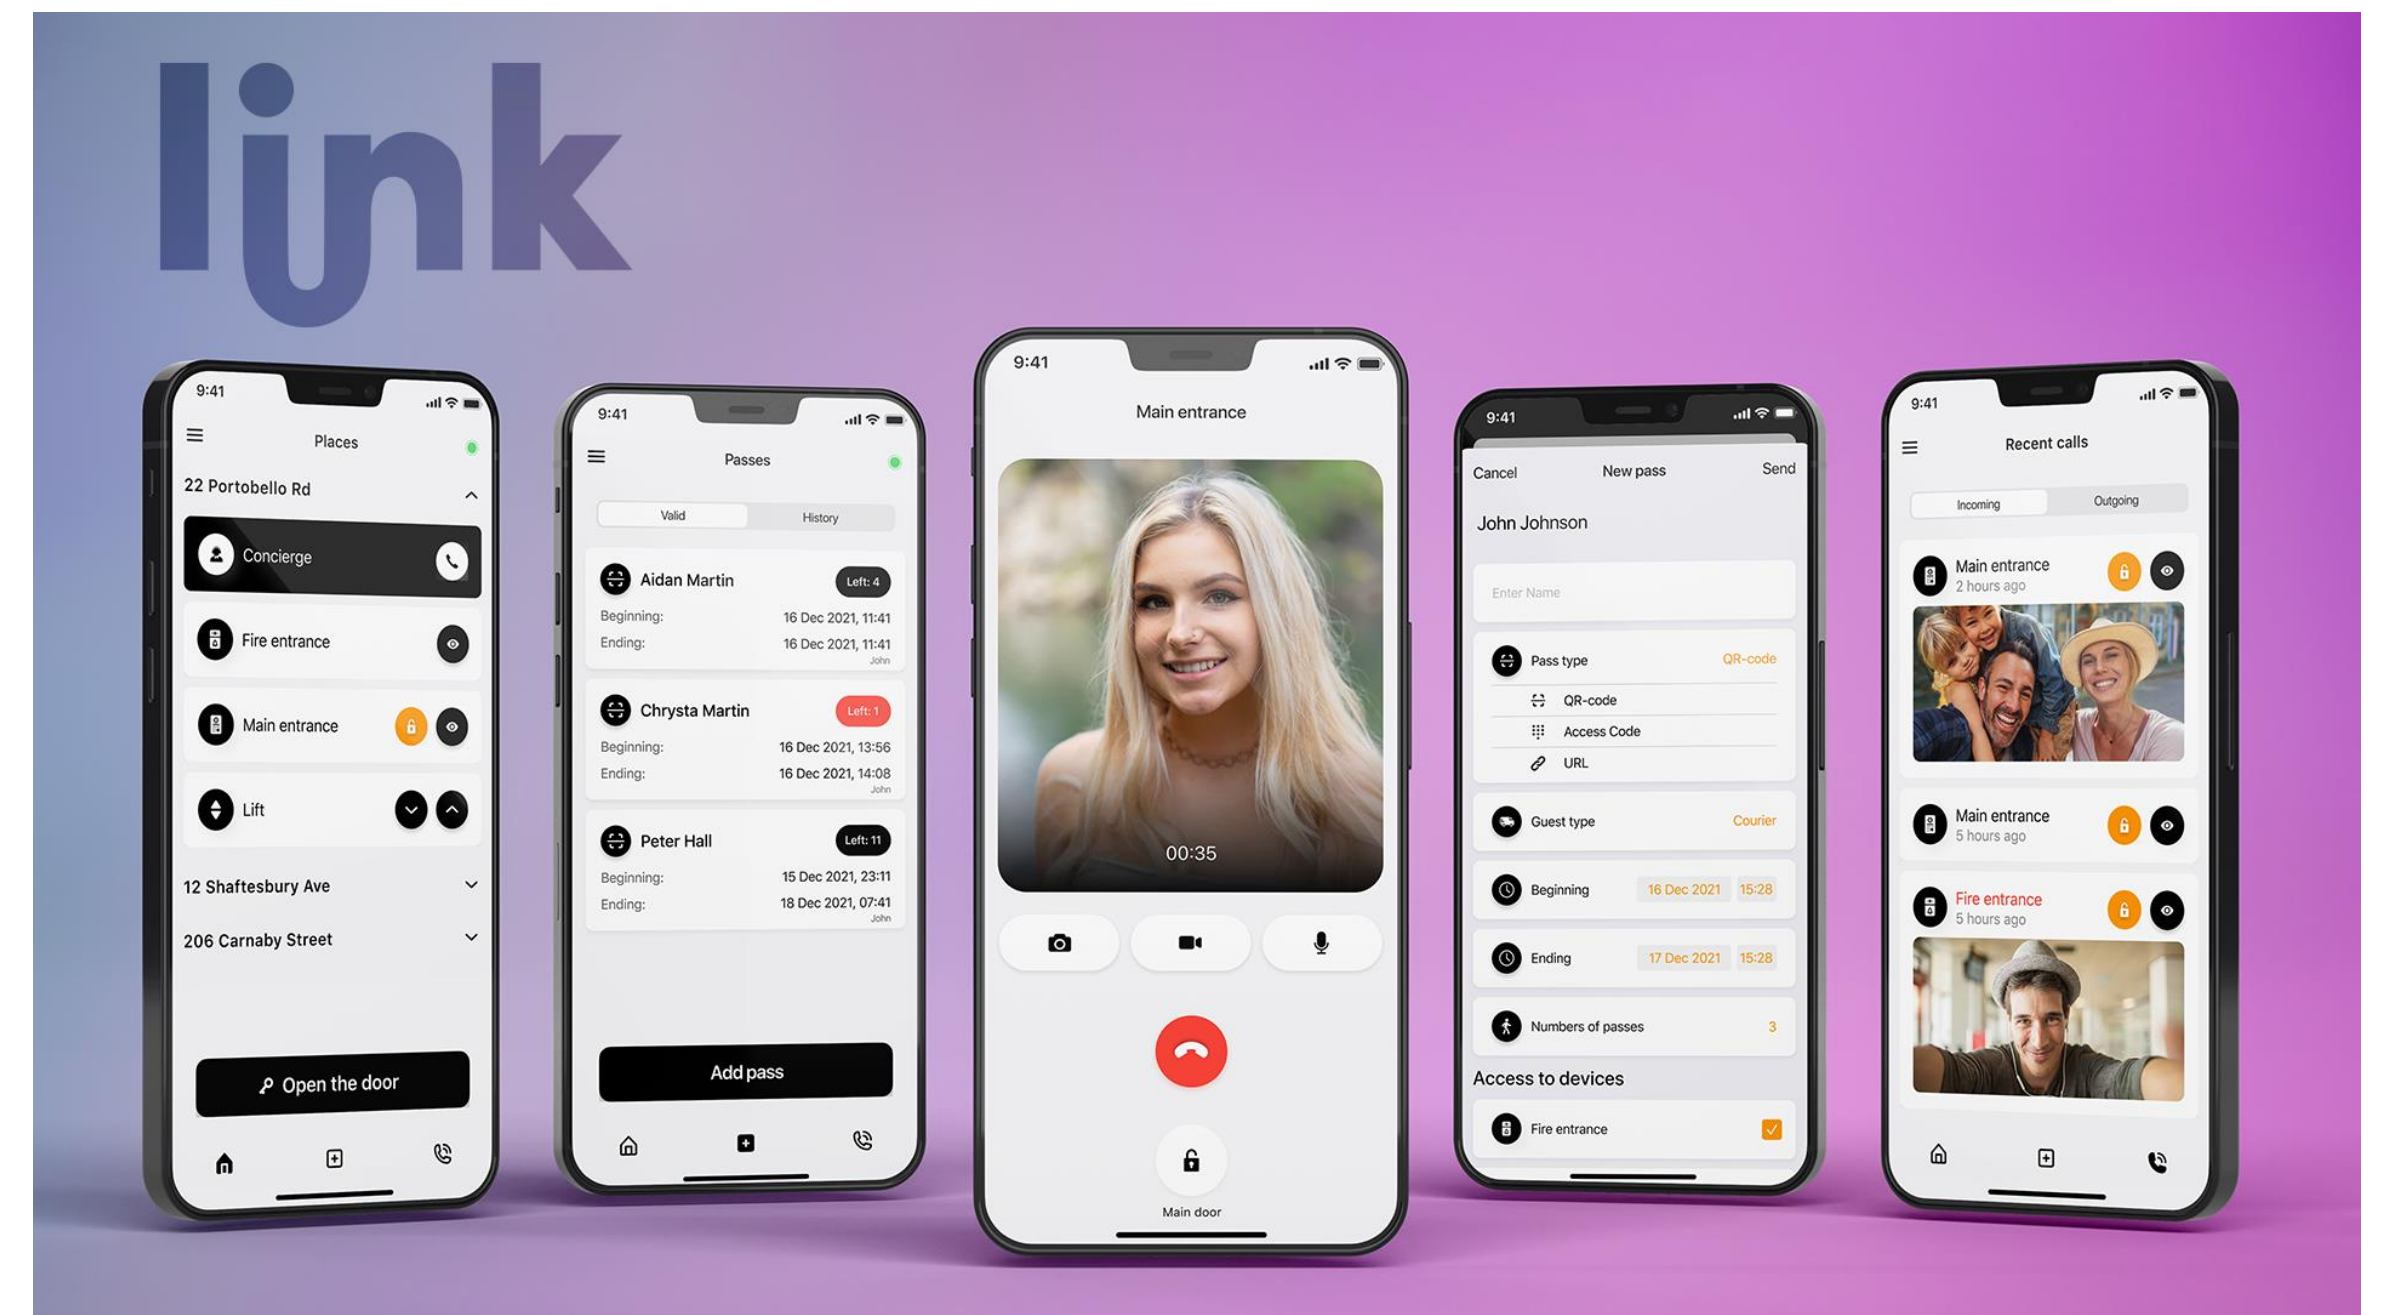 link
9:41
Places
22 Portobello Rd
Concierge
Fire entrance
Main entrance
Lift
12 Shaftesbury Ave
206 Carnaby Street
Open the door
9:41
Passes
Valid History
Aidan Martin Left: 4
Beginning: 16 Dec 2021, 11:41
Ending: 16 Dec 2021, 11:41
John
Chrysta Martin Left: 1
Beginning: 16 Dec 2021, 13:56
Ending: 16 Dec 2021, 14:08
John
Peter Hall Left: 11
Beginning: 15 Dec 2021, 23:11
Ending: 18 Dec 2021, 07:41
John
Add pass
9:41
Main entrance
00:35
Main door
9:41
Cancel New pass Send
John Johnson
Enter Name
Pass type QR-code
QR-code
Access Code
URL
Guest type Courier
Beginning 16 Dec 2021 15:28
Ending 17 Dec 2021 15:28
Numbers of passes 3
Access to devices
Fire entrance
9:41
Recent calls
Incoming Outgoing
Main entrance
2 hours ago
Main entrance
5 hours ago
Fire entrance
5 hours ago